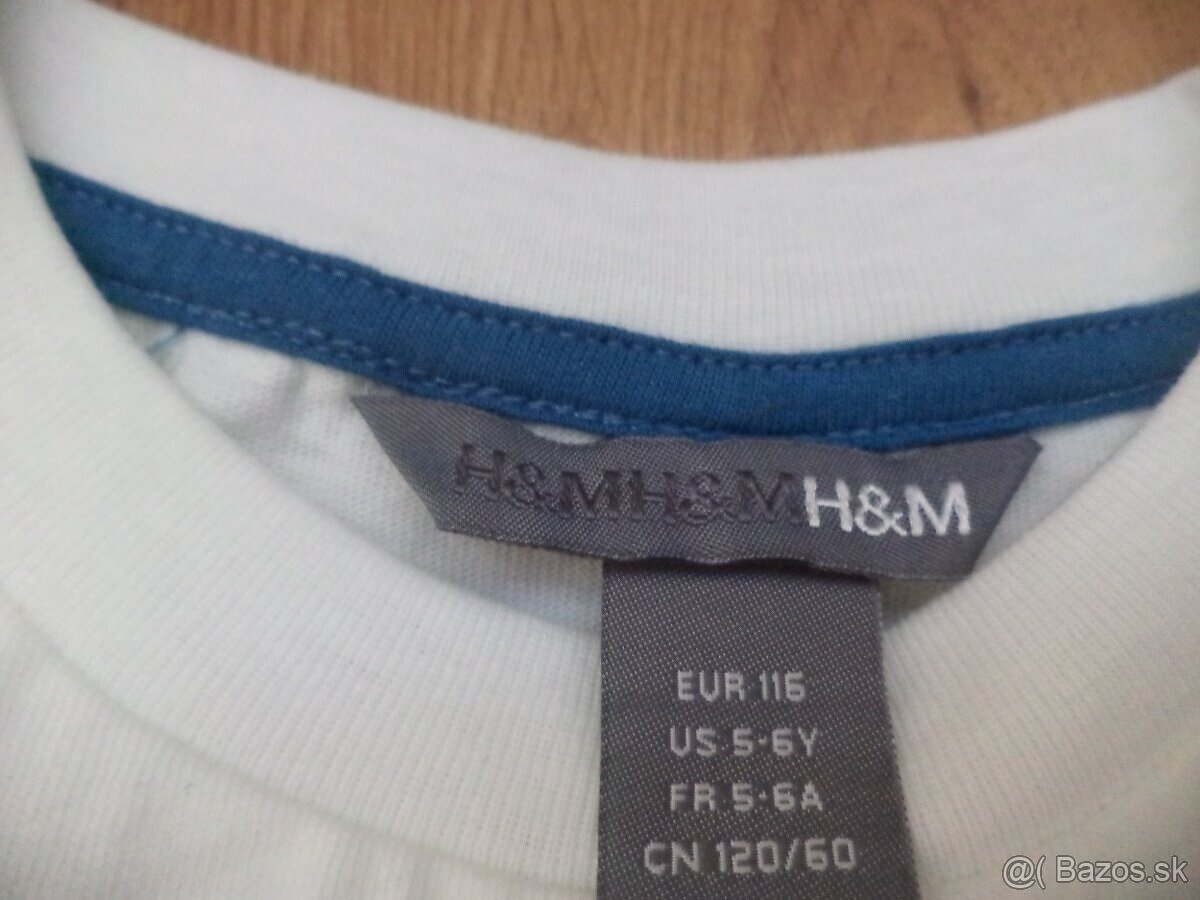 H&MH&MH&M
EUR 116
US 5-6Y
FR 5-6A
CN 120/60
@( Bazos.sk